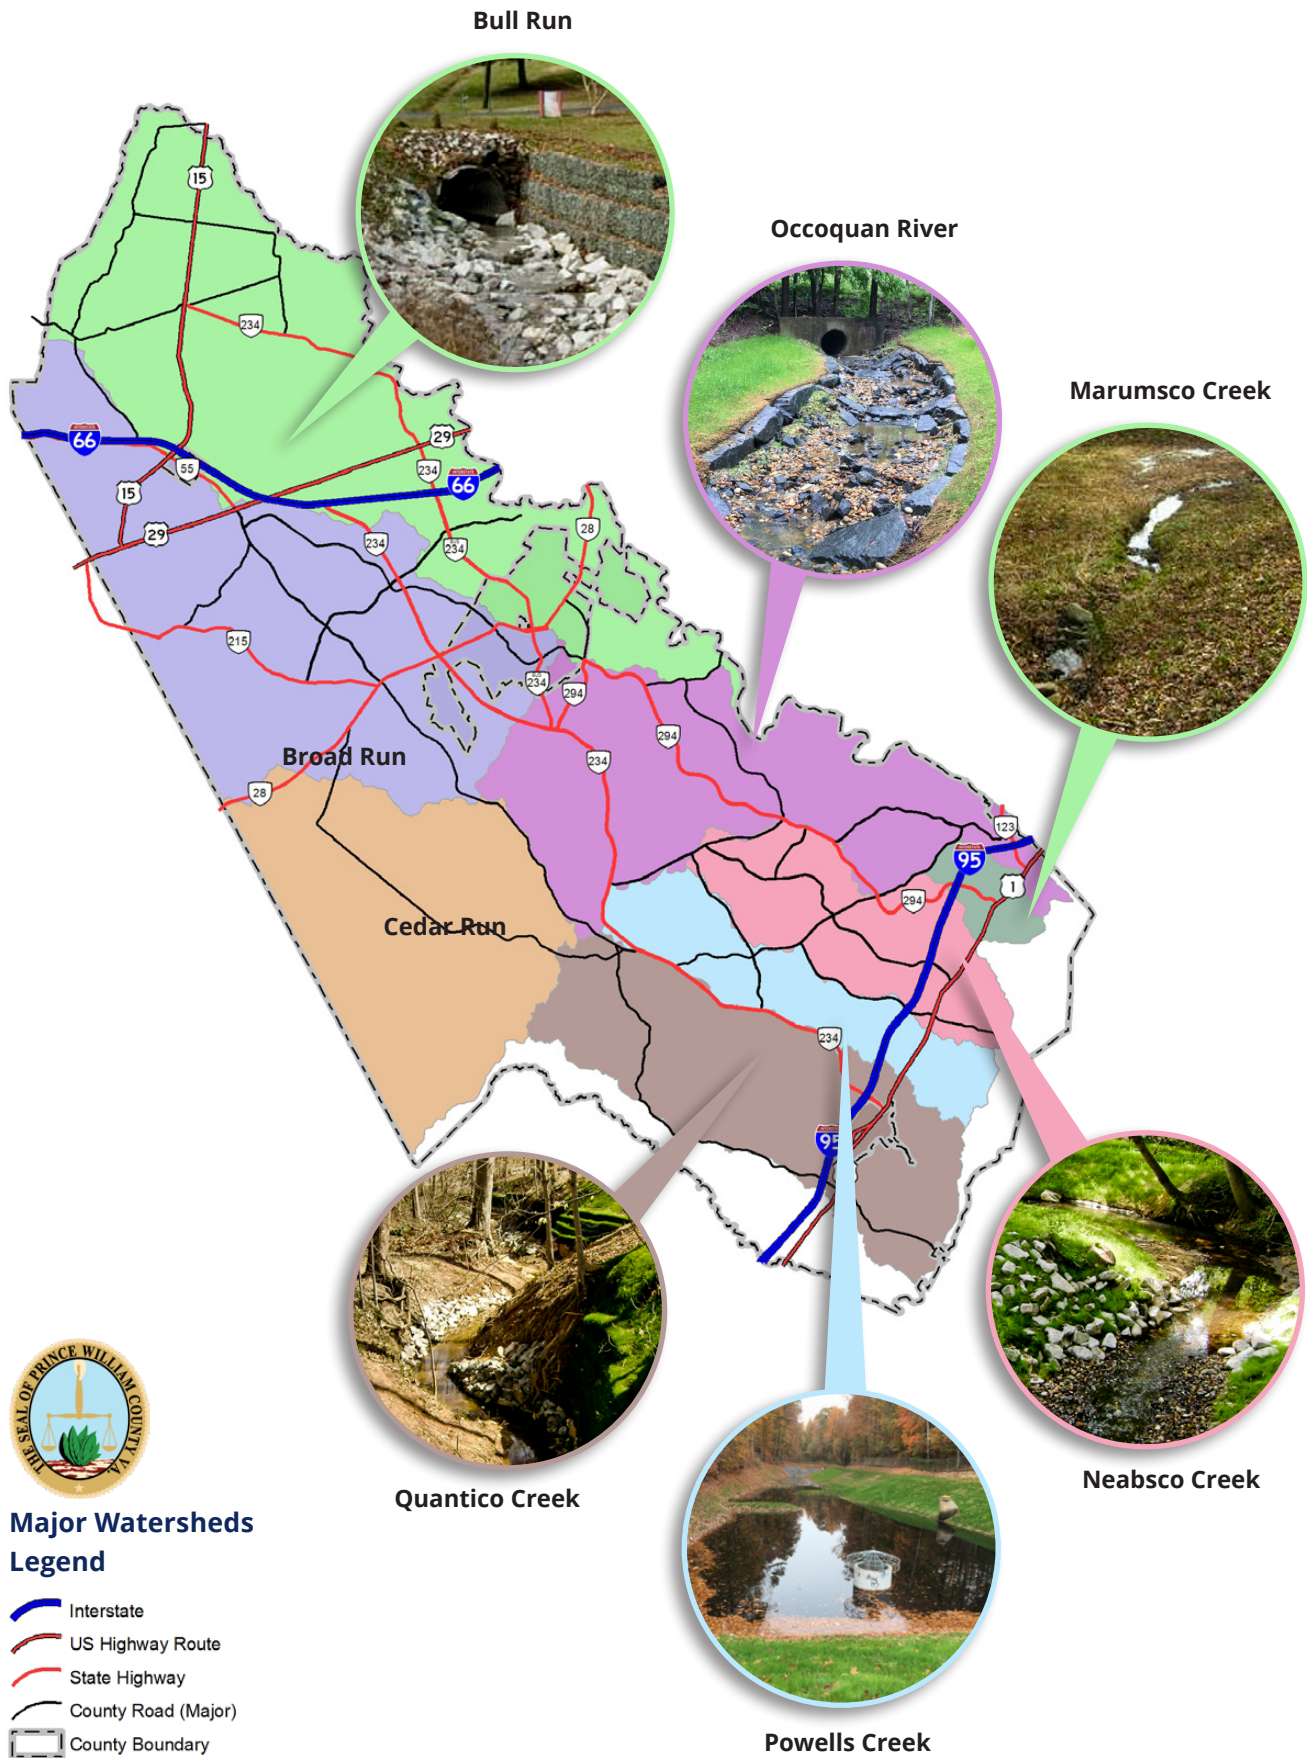 Bull Run
Occoquan River
Marumsco Creek
15
234
66
29
55
15
29
234
66
234
234
28
215
234
294
294
234
Broad Run
28
123
95
1
294
Cedar Run
234
95
Quantico Creek
Neabsco Creek
Powells Creek
THE SEAL OF PRINCE WILLIAM COUNTY VA.
Major Watersheds
Legend
Interstate
US Highway Route
State Highway
County Road (Major)
County Boundary